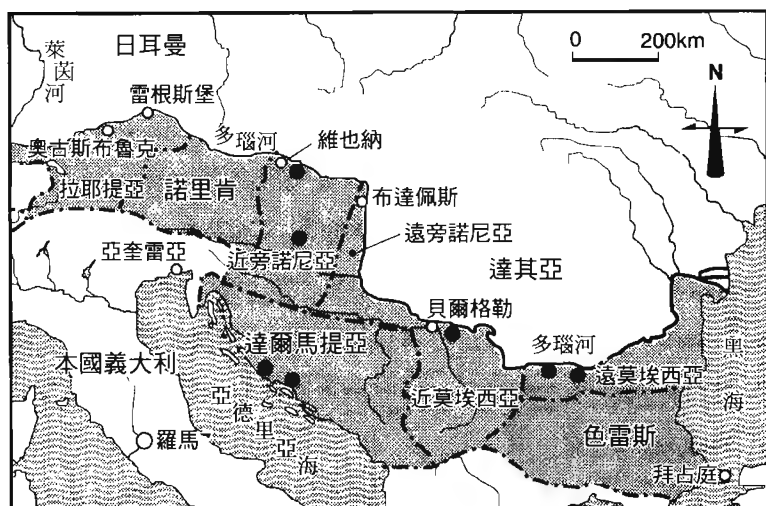 日耳曼
萊茵河
0 200km
N
雷根斯堡
多瑙河
維也納
奧古斯布魯克
拉耶提亞
諾里肯
布達佩斯
遠旁諾尼亞
亞奎雷亞
近旁諾尼亞
達其亞
貝爾格勒
達爾馬提亞
多瑙河
黑海
本國義大利
近莫埃西亞
遠莫埃西亞
亞德里亞海
羅馬
色雷斯
拜占庭